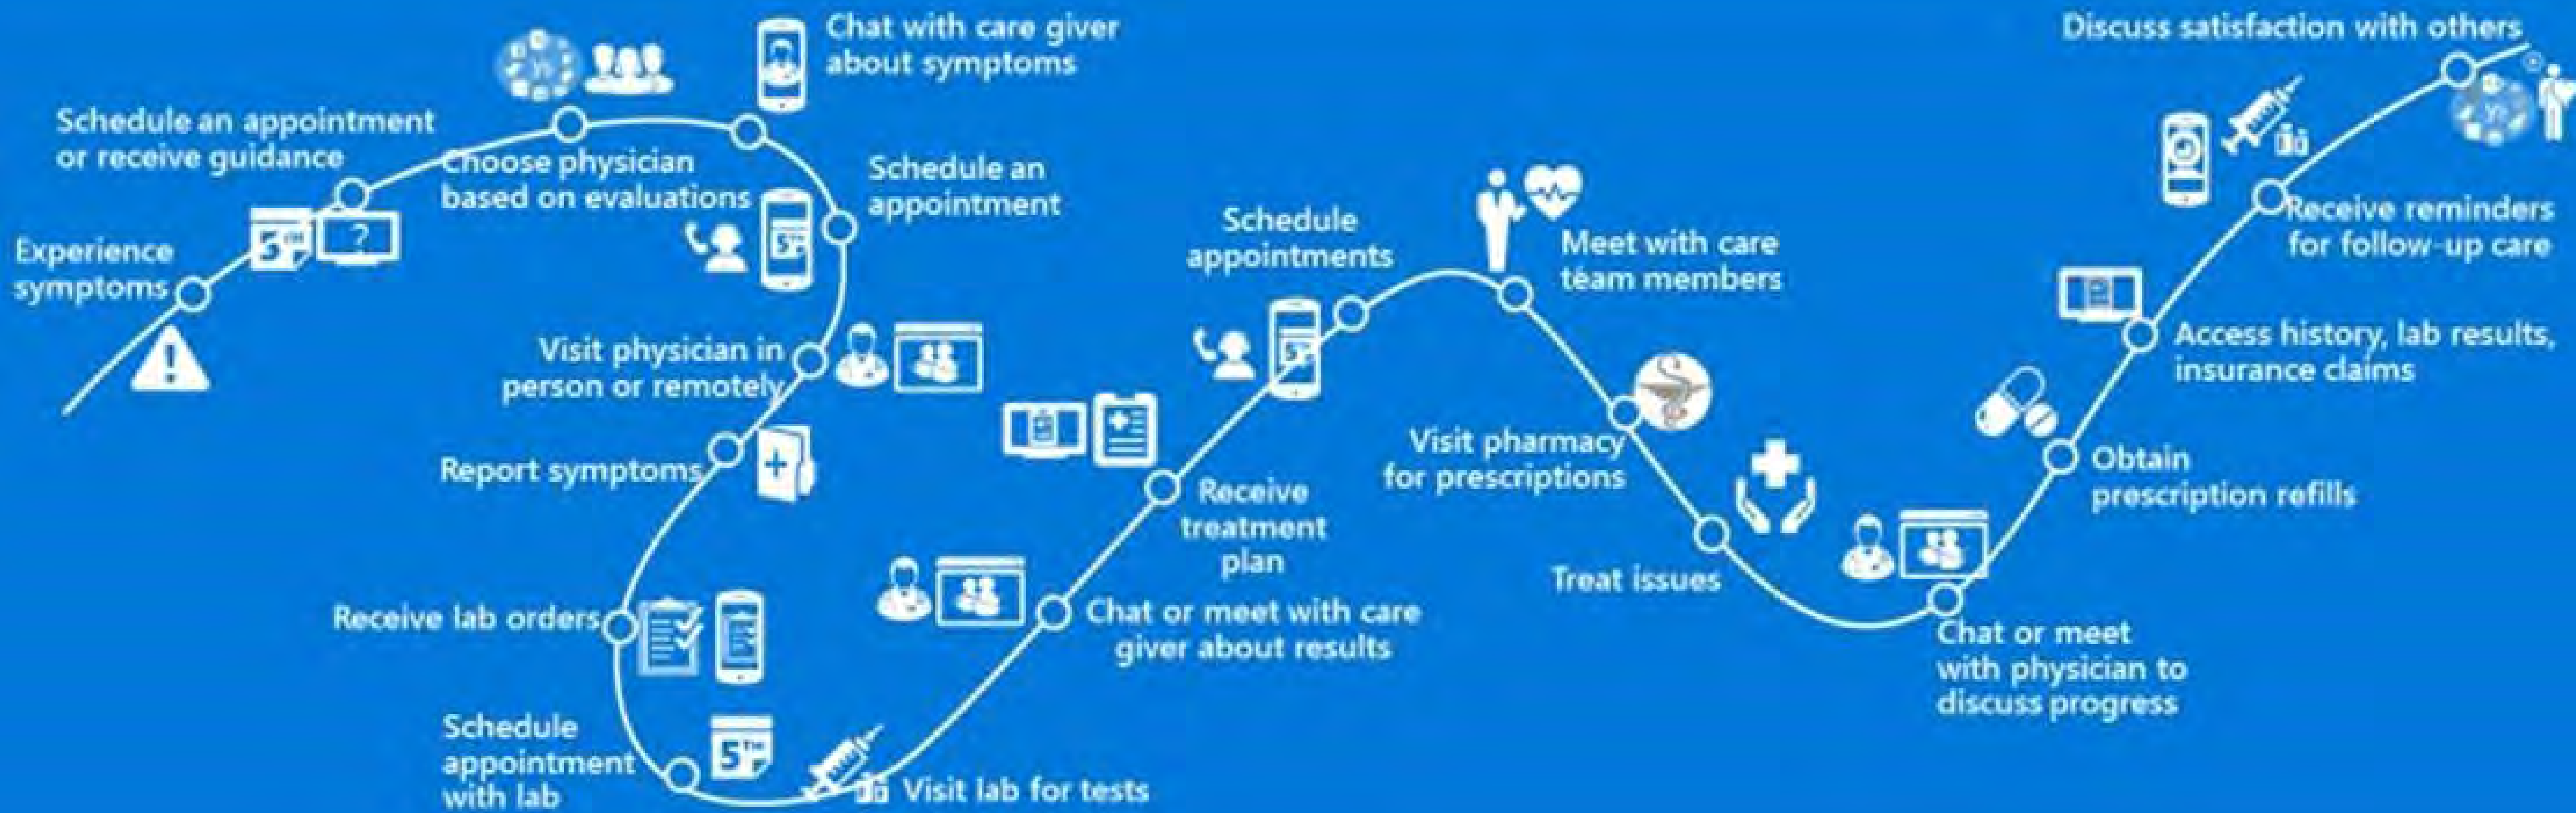 Experience
symptoms
Schedule an appointment
or receive guidance
5TH
?
Choose physician
based on evaluations
Chat with care giver
about symptoms
Schedule an
appointment
Visit physician in
person or remotely
Report symptoms
Receive lab orders
Schedule
appointment
with lab
5TH
Visit lab for tests
Chat or meet with care
giver about results
Receive
treatment
plan
Schedule
appointments
Meet with care
team members
Visit pharmacy
for prescriptions
Treat issues
Chat or meet
with physician to
discuss progress
Obtain
prescription refills
Access history, lab results,
insurance claims
Receive reminders
for follow-up care
Discuss satisfaction with others